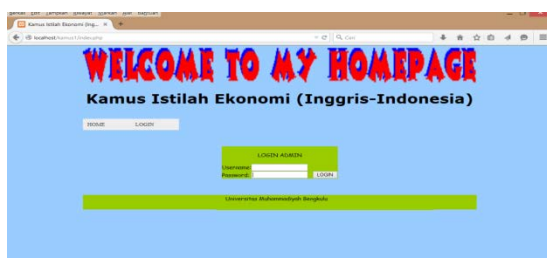 Kamus Istilah Ekonomi (Ing...
localhost/kamus1/index.php
Cari
WELCOME TO MY HOMEPAGE
Kamus Istilah Ekonomi (Inggris-Indonesia)
HOME LOGIN
LOGIN ADMIN
Username:
Password: LOGIN
Universitas Muhammadiyah Bengkulu